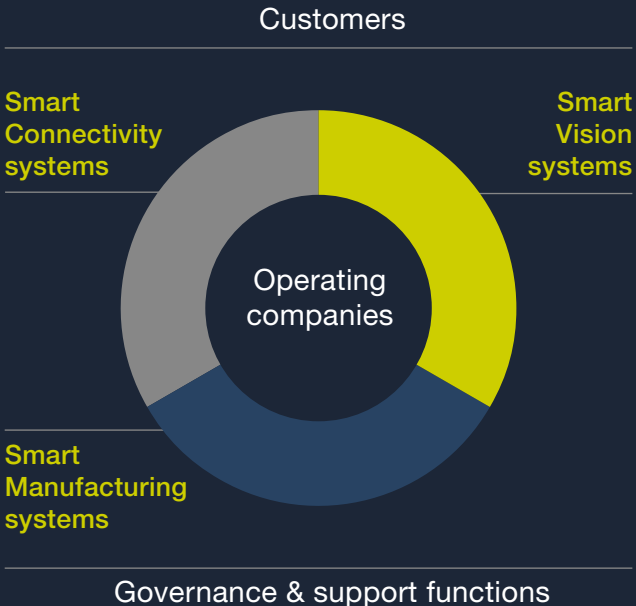 Customers
Smart
Connectivity
systems
Smart
Vision
systems
Operating
companies
Smart
Manufacturing
systems
Governance & support functions